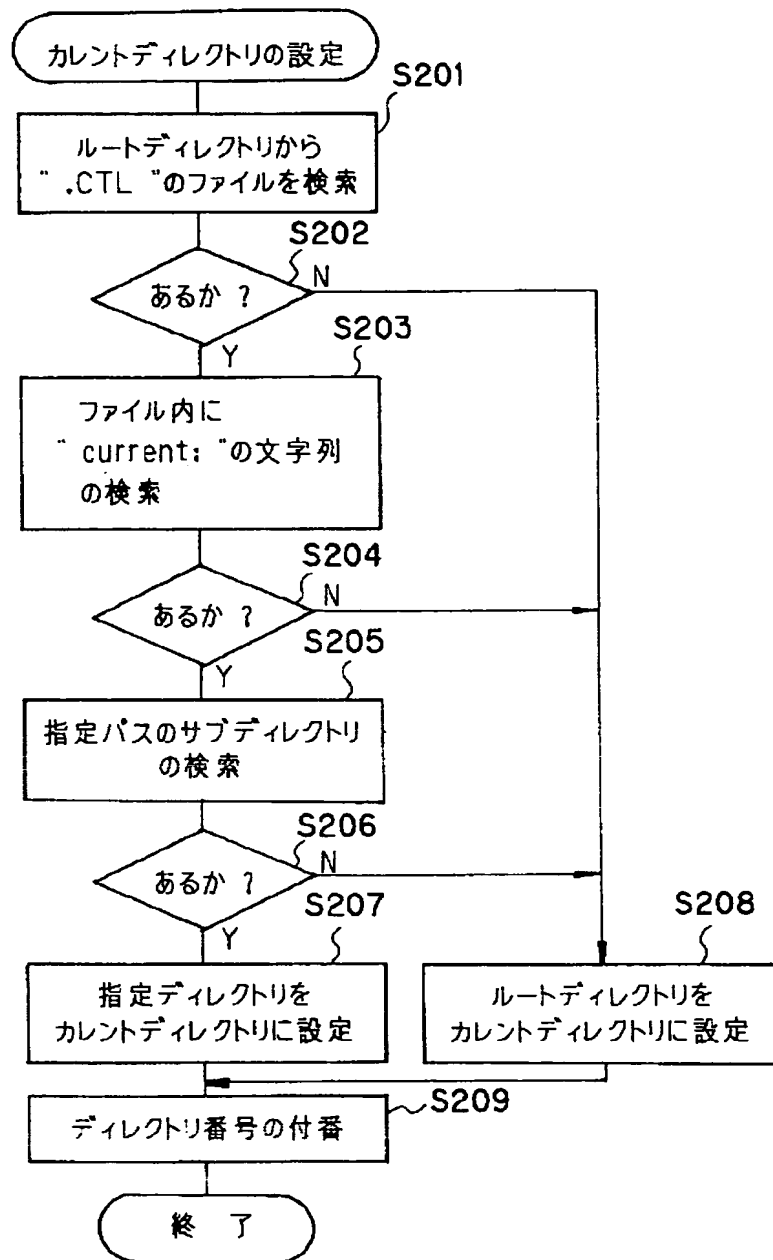 カレントディレクトリの設定
S201
ルートディレクトリから
" .CTL "のファイルを検索
S202
あるか ?
N
Y
S203
ファイル内に
" current: "の文字列
の検索
S204
あるか ?
N
Y
S205
指定パスのサブディレクトリ
の検索
S206
あるか ?
N
Y
S207
指定ディレクトリを
カレントディレクトリに設定
S208
ルートディレクトリを
カレントディレクトリに設定
S209
ディレクトリ番号の付番
終 了